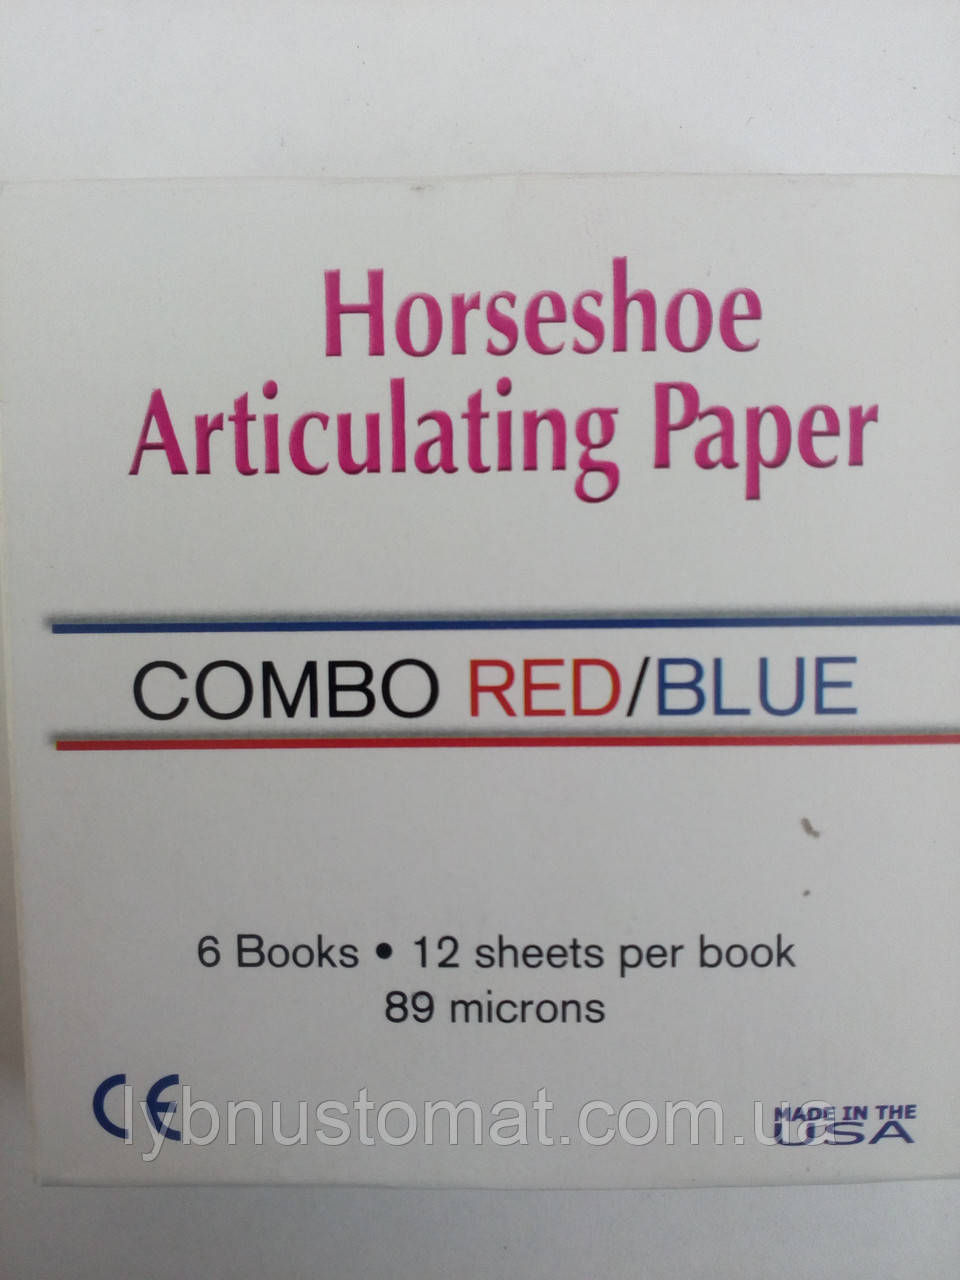 Horseshoe
Articulating Paper
COMBO RED/BLUE
6 Books • 12 sheets per book
89 microns
CE
lybnustomat.com.ua
MADE IN THE
USA